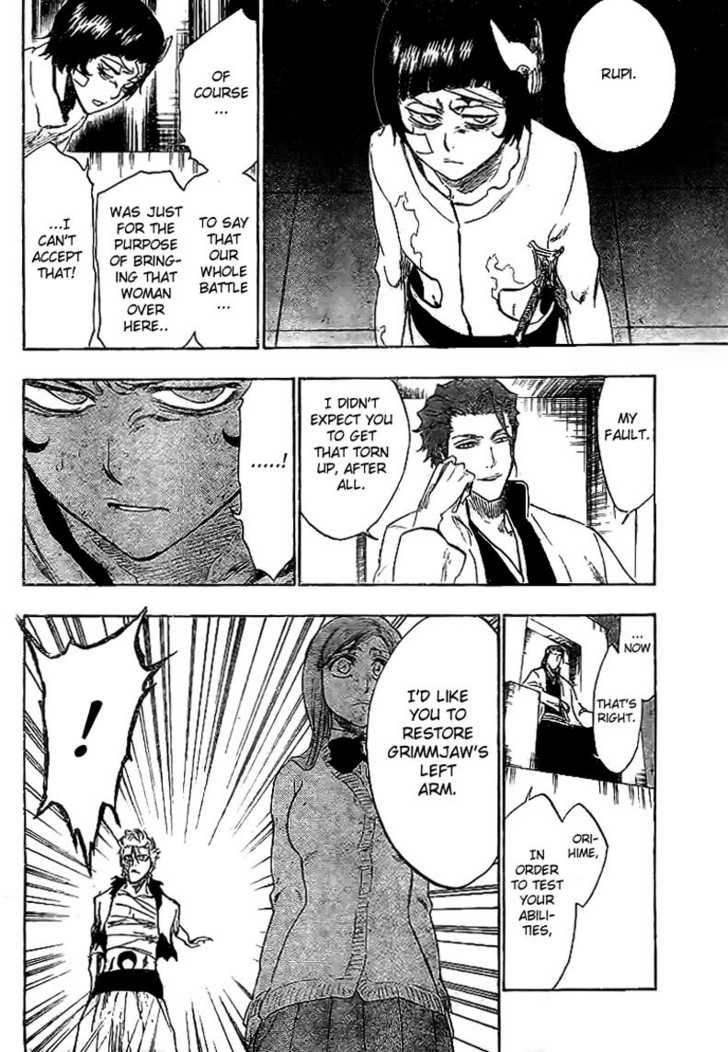 RUPI.
OF
COURSE
...
TO SAY
THAT
OUR
WHOLE
BATTLE
...
WAS JUST
FOR THE
PURPOSE
OF BRING-
ING THAT
WOMAN
OVER
HERE..
...I
CAN'T
ACCEPT
THAT!
MY
FAULT.
I DIDN'T
EXPECT YOU
TO GET
THAT TORN
UP, AFTER
ALL.
.....!
...
NOW
THAT'S
RIGHT.
ORI-
HIME,
IN
ORDER
TO TEST
YOUR
ABILI-
TIES,
I'D LIKE
YOU TO
RESTORE
GRIMMJAW'S
LEFT
ARM.
!